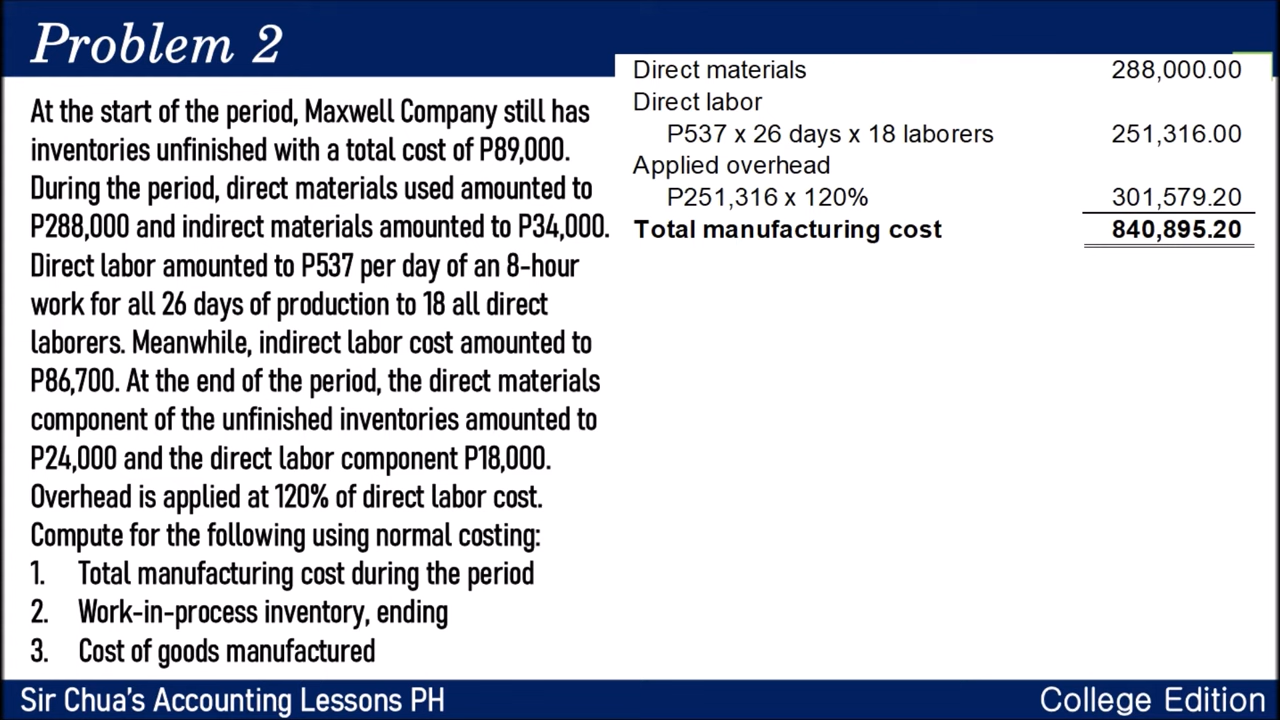 Problem 2
At the start of the period, Maxwell Company still has
inventories unfinished with a total cost of P89,000.
During the period, direct materials used amounted to
P288,000 and indirect materials amounted to P34,000.
Direct labor amounted to P537 per day of an 8-hour
work for all 26 days of production to 18 all direct
laborers. Meanwhile, indirect labor cost amounted to
P86,700. At the end of the period, the direct materials
component of the unfinished inventories amounted to
P24,000 and the direct labor component P18,000.
Overhead is applied at 120% of direct labor cost.
Compute for the following using normal costing:
1. Total manufacturing cost during the period
2. Work-in-process inventory, ending
3. Cost of goods manufactured
Direct materials 288,000.00
Direct labor
P537 x 26 days x 18 laborers 251,316.00
Applied overhead
P251,316 x 120% 301,579.20
Total manufacturing cost 840,895.20
Sir Chua's Accounting Lessons PH
College Edition